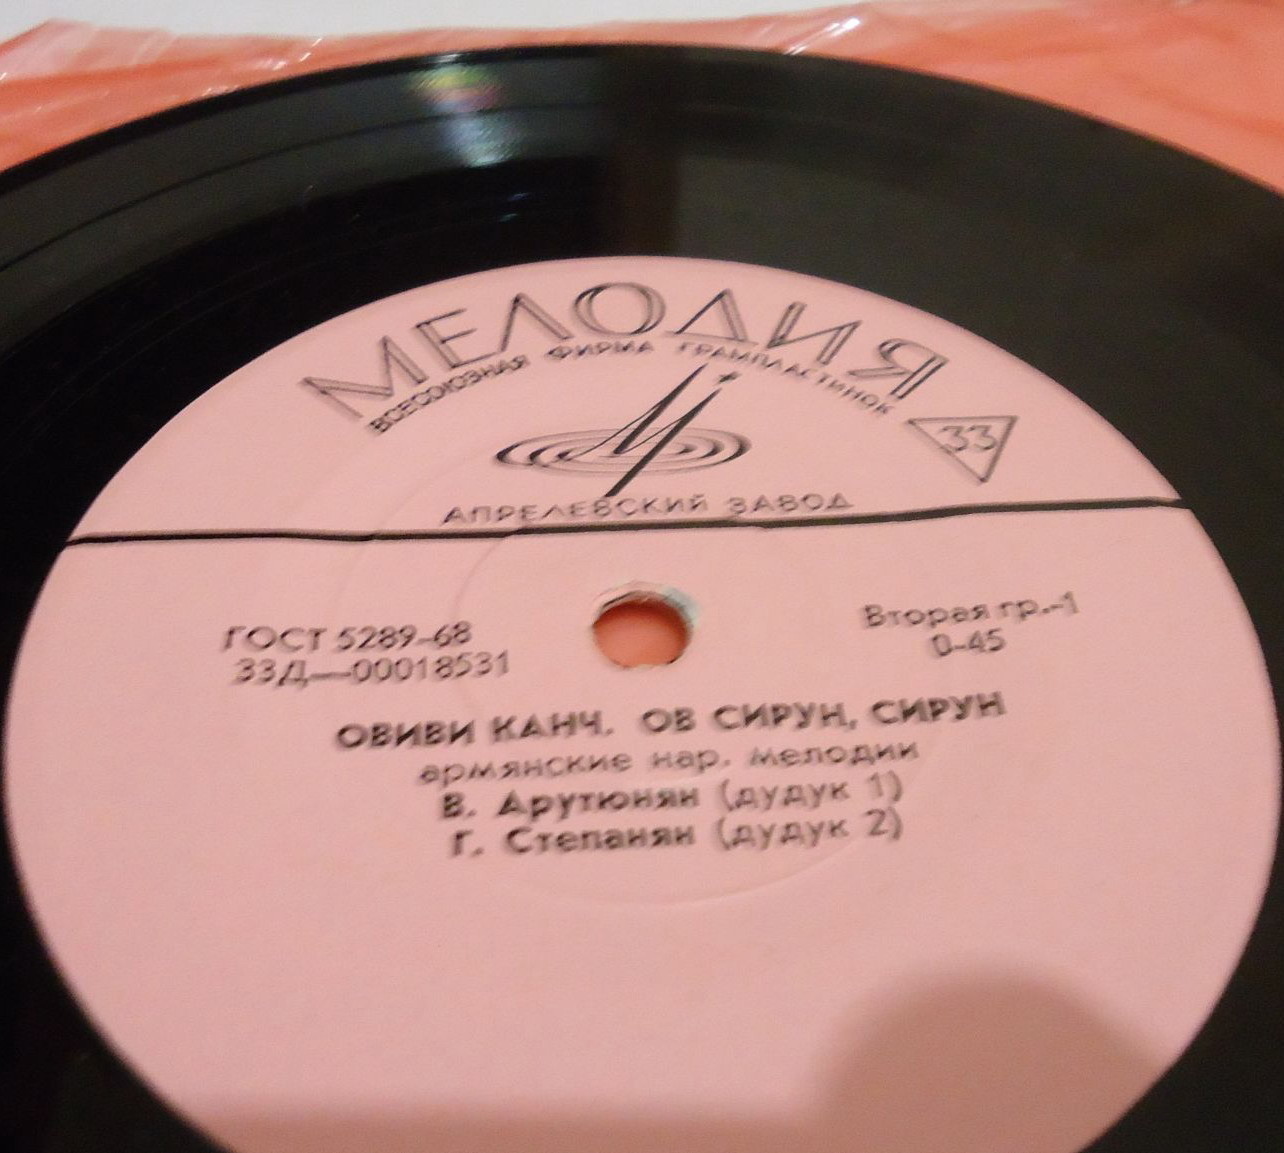 МЕЛОДИЯ
ВСЕСОЮЗНАЯ ФИРМА ГРАМПЛАСТИНОК
33
АПРЕЛЕВСКИЙ ЗАВОД
ГОСТ 5289-68
33Д—00018531
Вторая гр.-1
0-45
ОВИВИ КАНЧ. ОВ СИРУН, СИРУН
армянские нар. мелодии
В. Арутюнян (дудук 1)
Г. Степанян (дудук 2)